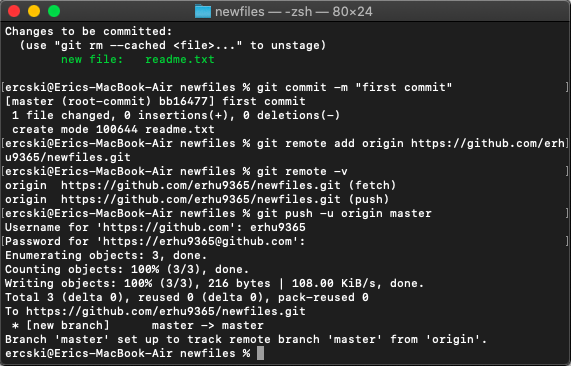 newfiles — -zsh — 80×24
Changes to be committed:
  (use "git rm --cached <file>..." to unstage)
        new file:   readme.txt

[ercski@Erics-MacBook-Air newfiles % git commit -m "first commit"               ]
[master (root-commit) bb16477] first commit
 1 file changed, 0 insertions(+), 0 deletions(-)
 create mode 100644 readme.txt
[ercski@Erics-MacBook-Air newfiles % git remote add origin https://github.com/erh]
u9365/newfiles.git
[ercski@Erics-MacBook-Air newfiles % git remote -v                              ]
origin  https://github.com/erhu9365/newfiles.git (fetch)
origin  https://github.com/erhu9365/newfiles.git (push)
[ercski@Erics-MacBook-Air newfiles % git push -u origin master                  ]
Username for 'https://github.com': erhu9365
[Password for 'https://erhu9365@github.com':                                    ]
Enumerating objects: 3, done.
Counting objects: 100% (3/3), done.
Writing objects: 100% (3/3), 216 bytes | 108.00 KiB/s, done.
Total 3 (delta 0), reused 0 (delta 0), pack-reused 0
To https://github.com/erhu9365/newfiles.git
 * [new branch]      master -> master
Branch 'master' set up to track remote branch 'master' from 'origin'.
ercski@Erics-MacBook-Air newfiles %